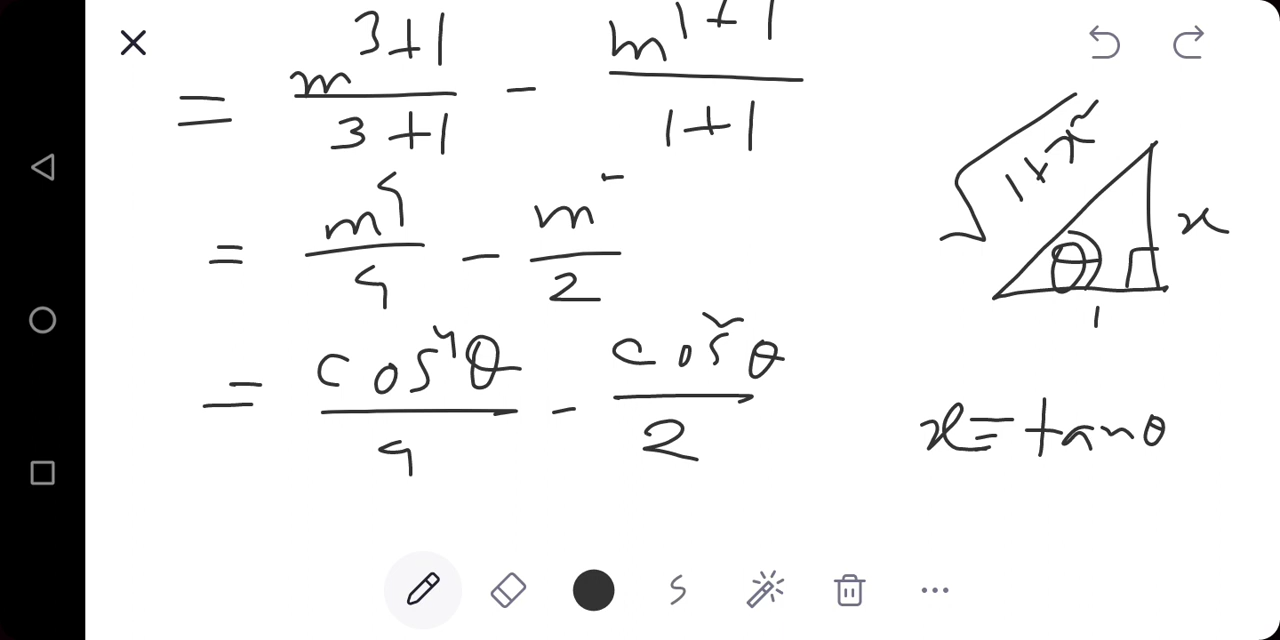 = m^(3+1)/(3+1) - m^(1+1)/(1+1)
= m^4/4 - m^2/2
= cos^4θ/4 - cos^2θ/2
√(1+x^2)
x
θ
1
x = tanθ